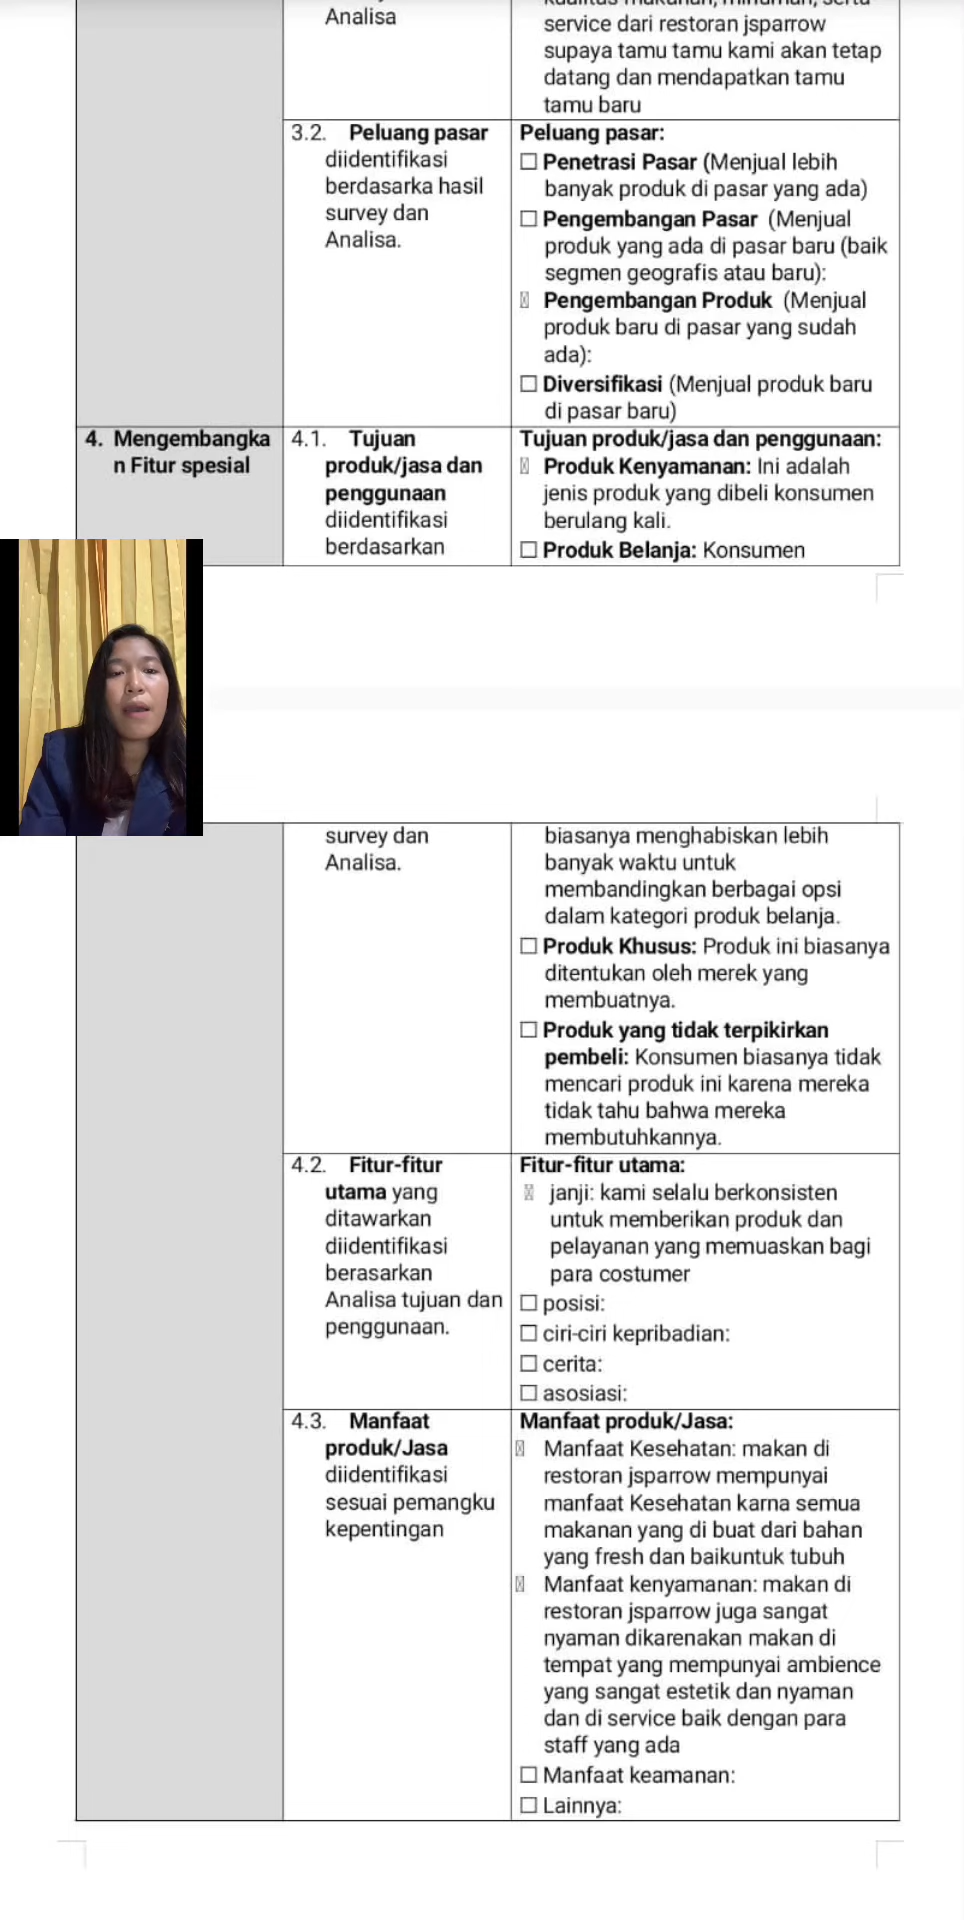 Analisa
service dari restoran jsparrow
supaya tamu tamu kami akan tetap
datang dan mendapatkan tamu
tamu baru
3.2. Peluang pasar
diidentifikasi
berdasarka hasil
survey dan
Analisa.
Peluang pasar:
☐ Penetrasi Pasar (Menjual lebih
banyak produk di pasar yang ada)
☐ Pengembangan Pasar (Menjual
produk yang ada di pasar baru (baik
segmen geografis atau baru):
Pengembangan Produk (Menjual
produk baru di pasar yang sudah
ada):
☐ Diversifikasi (Menjual produk baru
di pasar baru)
4. Mengembangka
n Fitur spesial
4.1. Tujuan
produk/jasa dan
penggunaan
diidentifikasi
berdasarkan
Tujuan produk/jasa dan penggunaan:
Produk Kenyamanan: Ini adalah
jenis produk yang dibeli konsumen
berulang kali.
☐ Produk Belanja: Konsumen
survey dan
Analisa.
biasanya menghabiskan lebih
banyak waktu untuk
membandingkan berbagai opsi
dalam kategori produk belanja.
☐ Produk Khusus: Produk ini biasanya
ditentukan oleh merek yang
membuatnya.
☐ Produk yang tidak terpikirkan
pembeli: Konsumen biasanya tidak
mencari produk ini karena mereka
tidak tahu bahwa mereka
membutuhkannya.
4.2. Fitur-fitur
utama yang
ditawarkan
diidentifikasi
berasarkan
Analisa tujuan dan
penggunaan.
Fitur-fitur utama:
janji: kami selalu berkonsisten
untuk memberikan produk dan
pelayanan yang memuaskan bagi
para costumer
☐ posisi:
☐ ciri-ciri kepribadian:
☐ cerita:
☐ asosiasi:
4.3. Manfaat
produk/Jasa
diidentifikasi
sesuai pemangku
kepentingan
Manfaat produk/Jasa:
Manfaat Kesehatan: makan di
restoran jsparrow mempunyai
manfaat Kesehatan karna semua
makanan yang di buat dari bahan
yang fresh dan baikuntuk tubuh
Manfaat kenyamanan: makan di
restoran jsparrow juga sangat
nyaman dikarenakan makan di
tempat yang mempunyai ambience
yang sangat estetik dan nyaman
dan di service baik dengan para
staff yang ada
☐ Manfaat keamanan:
☐ Lainnya: